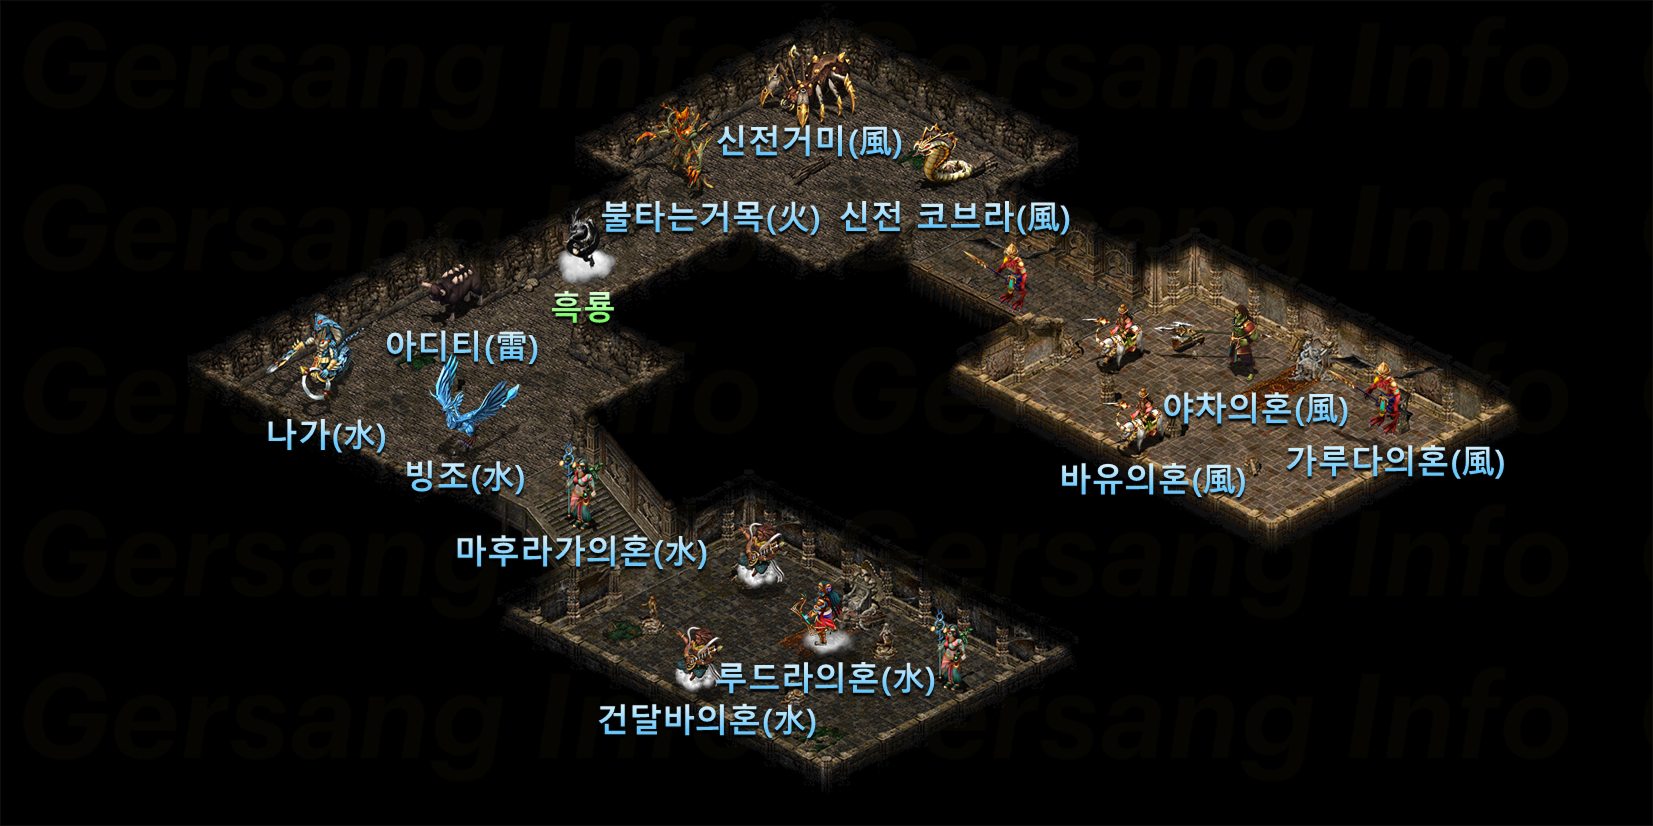 Gersang Info
신전거미(風)
불타는거목(火) 신전 코브라(風)
흑룡
아디티(雷)
나가(水)
빙조(水)
야차의혼(風)
가루다의혼(風)
바유의혼(風)
마후라가의혼(水)
루드라의혼(水)
건달바의혼(水)